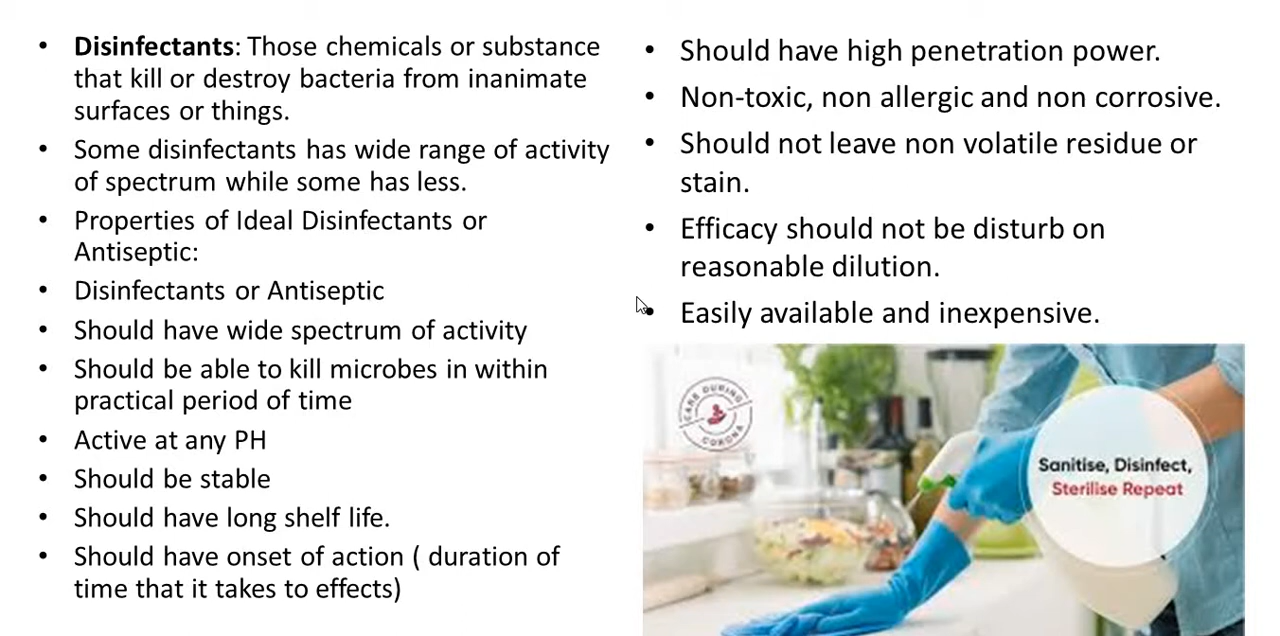 • Disinfectants: Those chemicals or substance
that kill or destroy bacteria from inanimate
surfaces or things.
• Some disinfectants has wide range of activity
of spectrum while some has less.
• Properties of Ideal Disinfectants or
Antiseptic:
• Disinfectants or Antiseptic
• Should have wide spectrum of activity
• Should be able to kill microbes in within
practical period of time
• Active at any PH
• Should be stable
• Should have long shelf life.
• Should have onset of action ( duration of
time that it takes to effects)
• Should have high penetration power.
• Non-toxic, non allergic and non corrosive.
• Should not leave non volatile residue or
stain.
• Efficacy should not be disturb on
reasonable dilution.
• Easily available and inexpensive.
CARE DURING
CORONA
Sanitise, Disinfect,
Sterilise Repeat